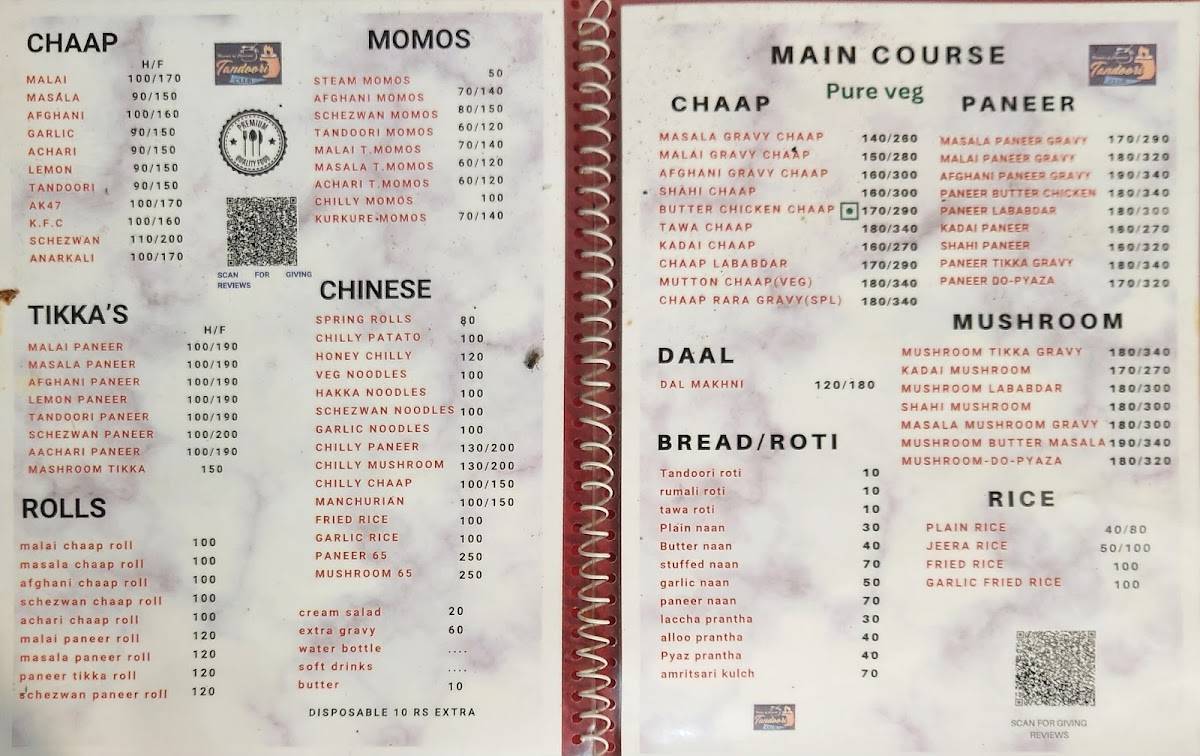 CHAAP
H/F
MALAI 100/170
MASALA 90/150
AFGHANI 100/160
GARLIC 90/150
ACHARI 90/150
LEMON 90/150
TANDOORI 90/150
AK47 100/170
K.F.C 100/160
SCHEZWAN 110/200
ANARKALI 100/170
Tandoori
PREMIUM
QUALITY FOOD
SCAN FOR GIVING
REVIEWS
TIKKA'S
H/F
MALAI PANEER 100/190
MASALA PANEER 100/190
AFGHANI PANEER 100/190
LEMON PANEER 100/190
TANDOORI PANEER 100/190
SCHEZWAN PANEER 100/200
AACHARI PANEER 100/190
MASHROOM TIKKA 150
ROLLS
malai chaap roll 100
masala chaap roll 100
afghani chaap roll 100
schezwan chaap roll 100
achari chaap roll 100
malai paneer roll 120
masala paneer roll 120
paneer tikka roll 120
schezwan paneer roll 120
MOMOS
STEAM MOMOS 50
AFGHANI MOMOS 70/140
SCHEZWAN MOMOS 80/150
TANDOORI MOMOS 60/120
MALAI T.MOMOS 70/140
MASALA T.MOMOS 60/120
ACHARI T.MOMOS 60/120
CHILLY MOMOS 100
KURKURE MOMOS 70/140
CHINESE
SPRING ROLLS 80
CHILLY PATATO 100
HONEY CHILLY 120
VEG NOODLES 100
HAKKA NOODLES 100
SCHEZWAN NOODLES 100
GARLIC NOODLES 100
CHILLY PANEER 130/200
CHILLY MUSHROOM 130/200
CHILLY CHAAP 100/150
MANCHURIAN 100/150
FRIED RICE 100
GARLIC RICE 100
PANEER 65 250
MUSHROOM 65 250
cream salad 20
extra gravy 60
water bottle ....
soft drinks ....
butter 10
DISPOSABLE 10 RS EXTRA
MAIN COURSE
Pure veg
Tandoori
CHAAP
MASALA GRAVY CHAAP 140/260
MALAI GRAVY CHAAP 150/280
AFGHANI GRAVY CHAAP 160/300
SHAHI CHAAP 160/300
BUTTER CHICKEN CHAAP 170/290
TAWA CHAAP 180/340
KADAI CHAAP 160/270
CHAAP LABABDAR 170/290
MUTTON CHAAP(VEG) 180/340
CHAAP RARA GRAVY(SPL) 180/340
DAAL
DAL MAKHNI 120/180
BREAD/ROTI
Tandoori roti 10
rumali roti 10
tawa roti 10
Plain naan 30
Butter naan 40
stuffed naan 70
garlic naan 50
paneer naan 70
laccha prantha 30
alloo prantha 40
Pyaz prantha 40
amritsari kulch 70
Tandoori
PANEER
MASALA PANEER GRAVY 170/290
MALAI PANEER GRAVY 180/320
AFGHANI PANEER GRAVY 190/340
PANEER BUTTER CHICKEN 180/340
PANEER LABABDAR 180/300
KADAI PANEER 160/270
SHAHI PANEER 160/320
PANEER TIKKA GRAVY 180/340
PANEER DO-PYAZA 170/320
MUSHROOM
MUSHROOM TIKKA GRAVY 180/340
KADAI MUSHROOM 170/270
MUSHROOM LABABDAR 180/300
SHAHI MUSHROOM 180/300
MASALA MUSHROOM GRAVY 180/300
MUSHROOM BUTTER MASALA 190/340
MUSHROOM-DO-PYAZA 180/320
RICE
PLAIN RICE 40/80
JEERA RICE 50/100
FRIED RICE 100
GARLIC FRIED RICE 100
SCAN FOR GIVING
REVIEWS